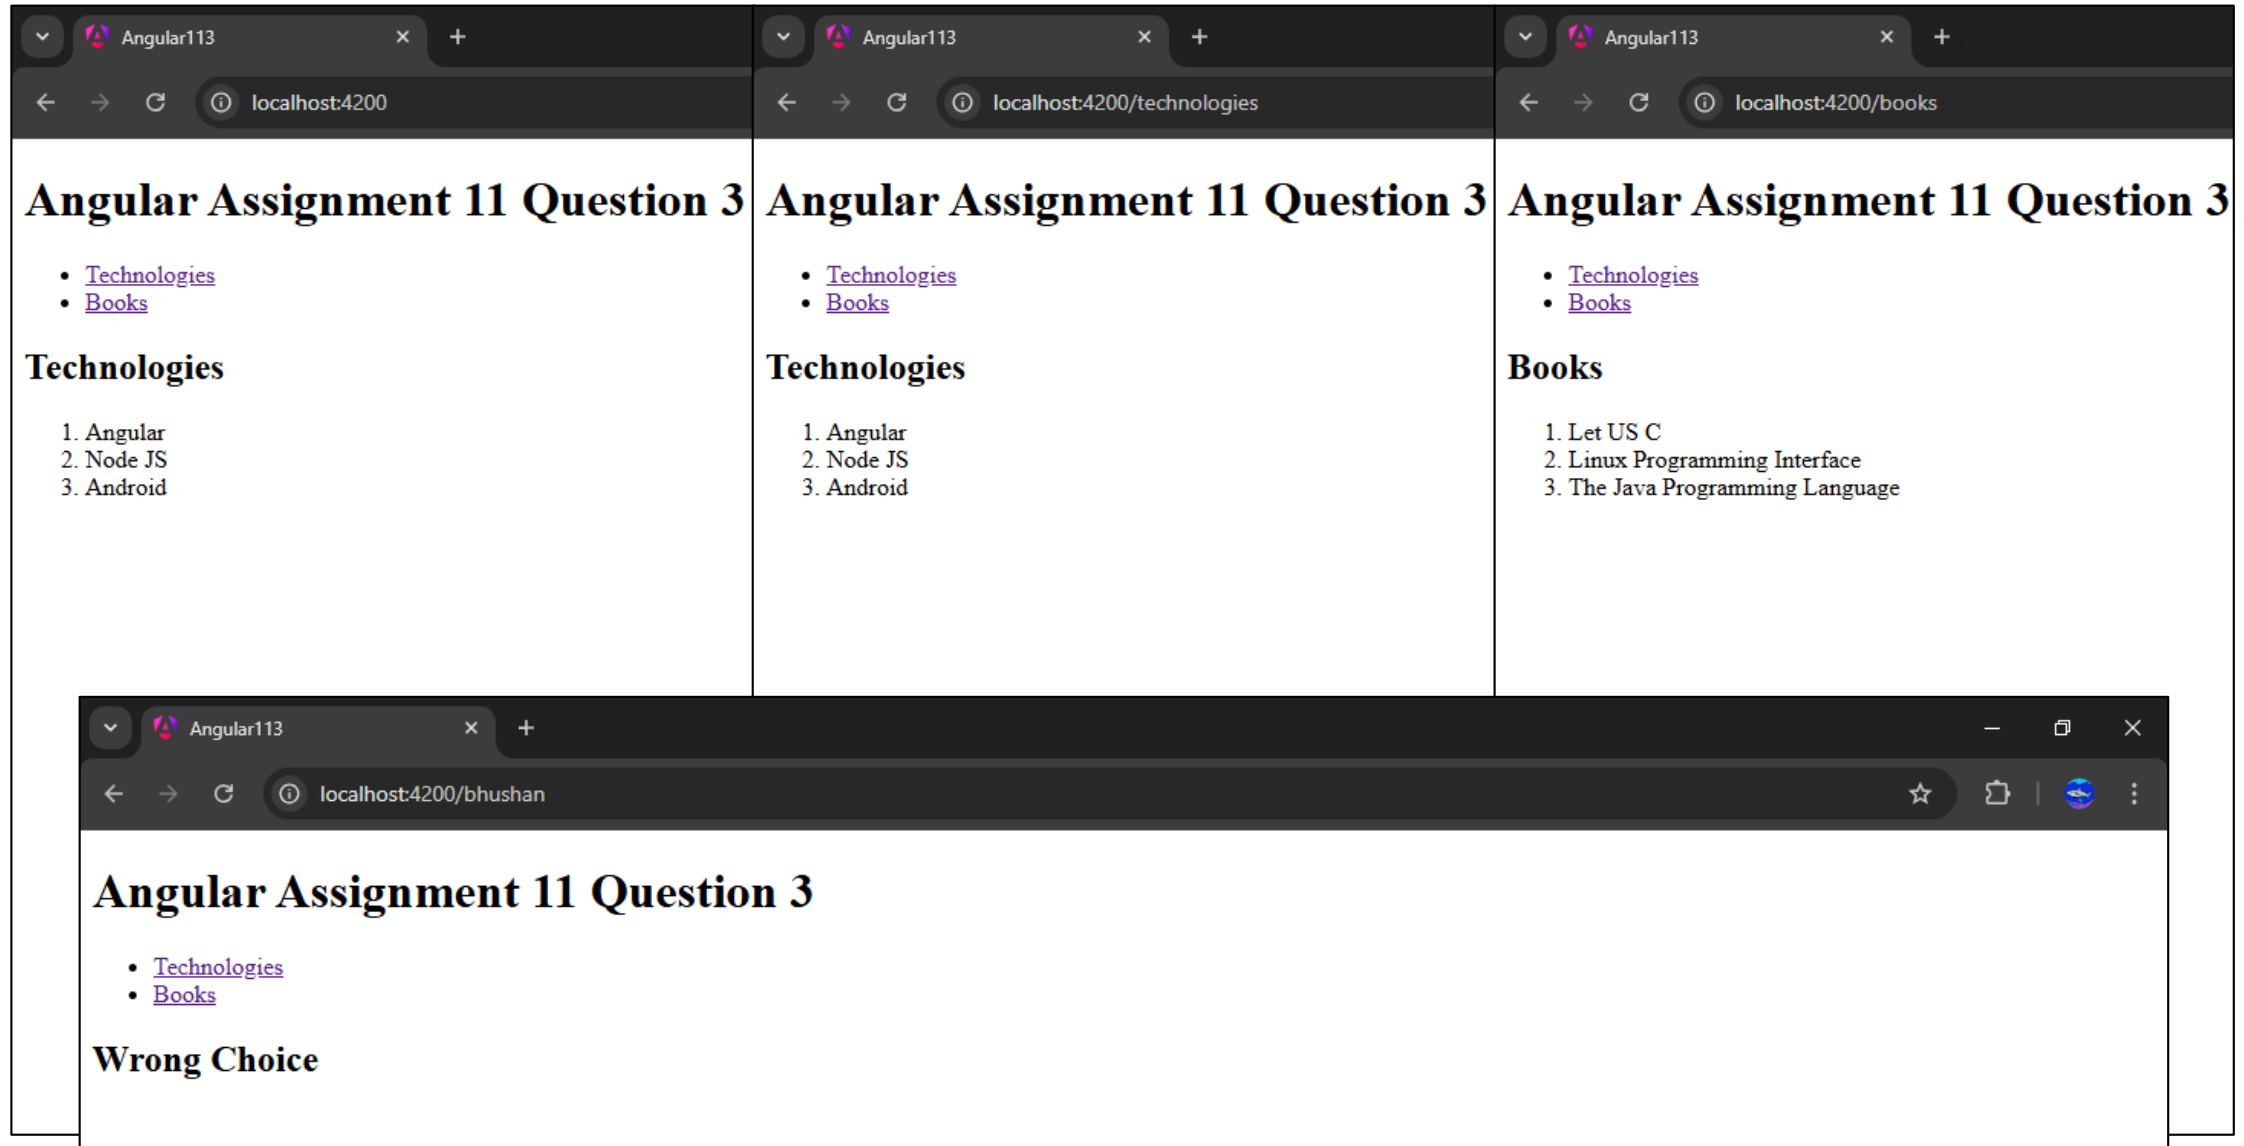 Angular113
localhost:4200
Angular Assignment 11 Question 3
Technologies
Books
Technologies
1. Angular
2. Node JS
3. Android
Angular113
localhost:4200/technologies
Angular Assignment 11 Question 3
Technologies
Books
Technologies
1. Angular
2. Node JS
3. Android
Angular113
localhost:4200/books
Angular Assignment 11 Question 3
Technologies
Books
Books
1. Let US C
2. Linux Programming Interface
3. The Java Programming Language
Angular113
localhost:4200/bhushan
Angular Assignment 11 Question 3
Technologies
Books
Wrong Choice